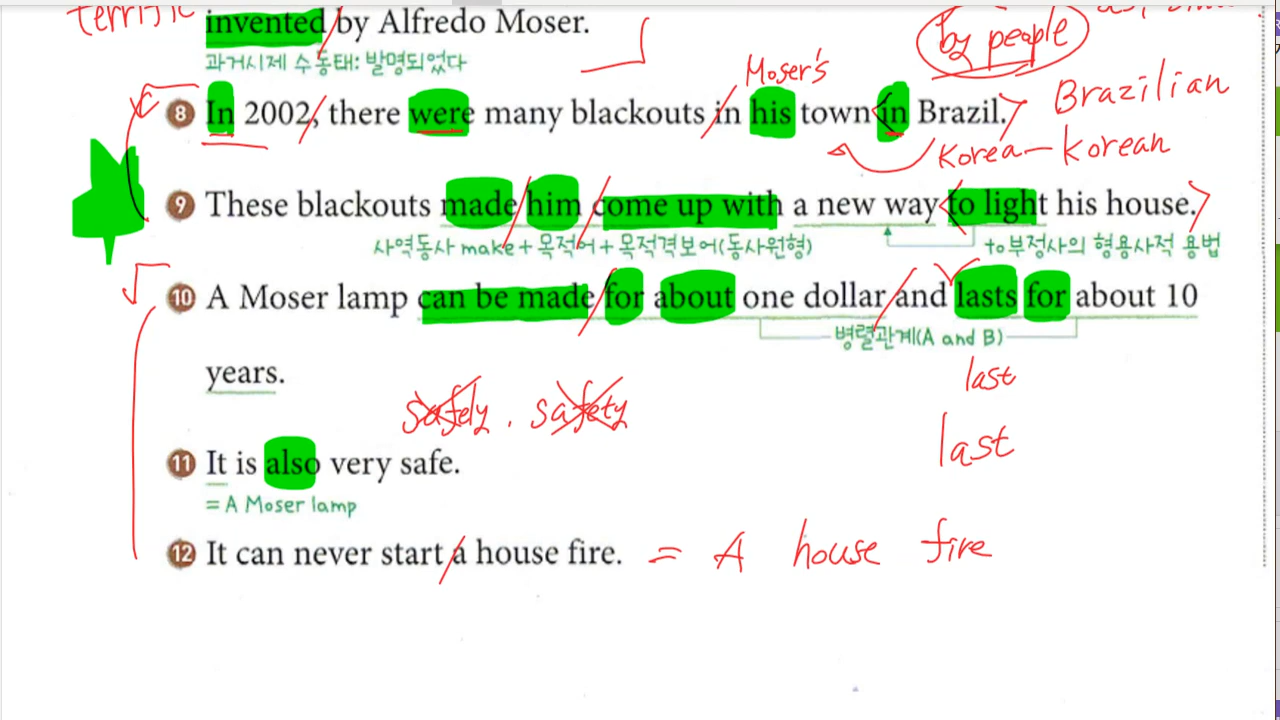 terrific
invented by Alfredo Moser.
by people
과거시제 수동태: 발명되었다
Moser's
8 In 2002, there were many blackouts in his town in Brazil.
Brazilian
Korea - Korean
9 These blackouts made him come up with a new way to light his house.
사역동사 make + 목적어 + 목적격보어(동사원형)
to부정사의 형용사적 용법
10 A Moser lamp can be made for about one dollar and lasts for about 10
병렬관계(A and B)
years.
last
safely. safety
last
11 It is also very safe.
= A Moser lamp
12 It can never start a house fire. = A house fire